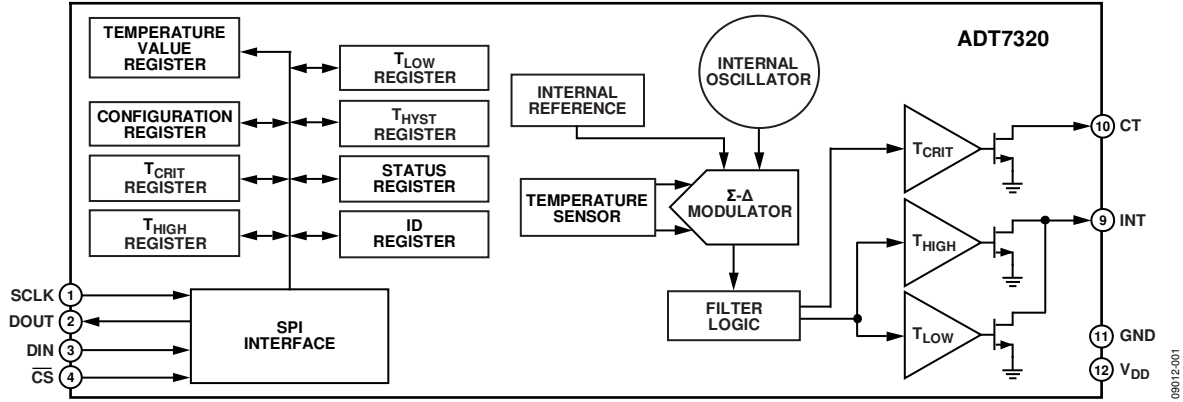 ADT7320
TEMPERATURE
VALUE
REGISTER
T_LOW
REGISTER
CONFIGURATION
REGISTER
T_HYST
REGISTER
T_CRIT
REGISTER
STATUS
REGISTER
T_HIGH
REGISTER
ID
REGISTER
INTERNAL
REFERENCE
INTERNAL
OSCILLATOR
TEMPERATURE
SENSOR
Σ-Δ
MODULATOR
FILTER
LOGIC
T_CRIT
T_HIGH
T_LOW
10 CT
9 INT
11 GND
12 V_DD
SCLK 1
DOUT 2
DIN 3
C̅S̅ 4
SPI
INTERFACE
09012-001